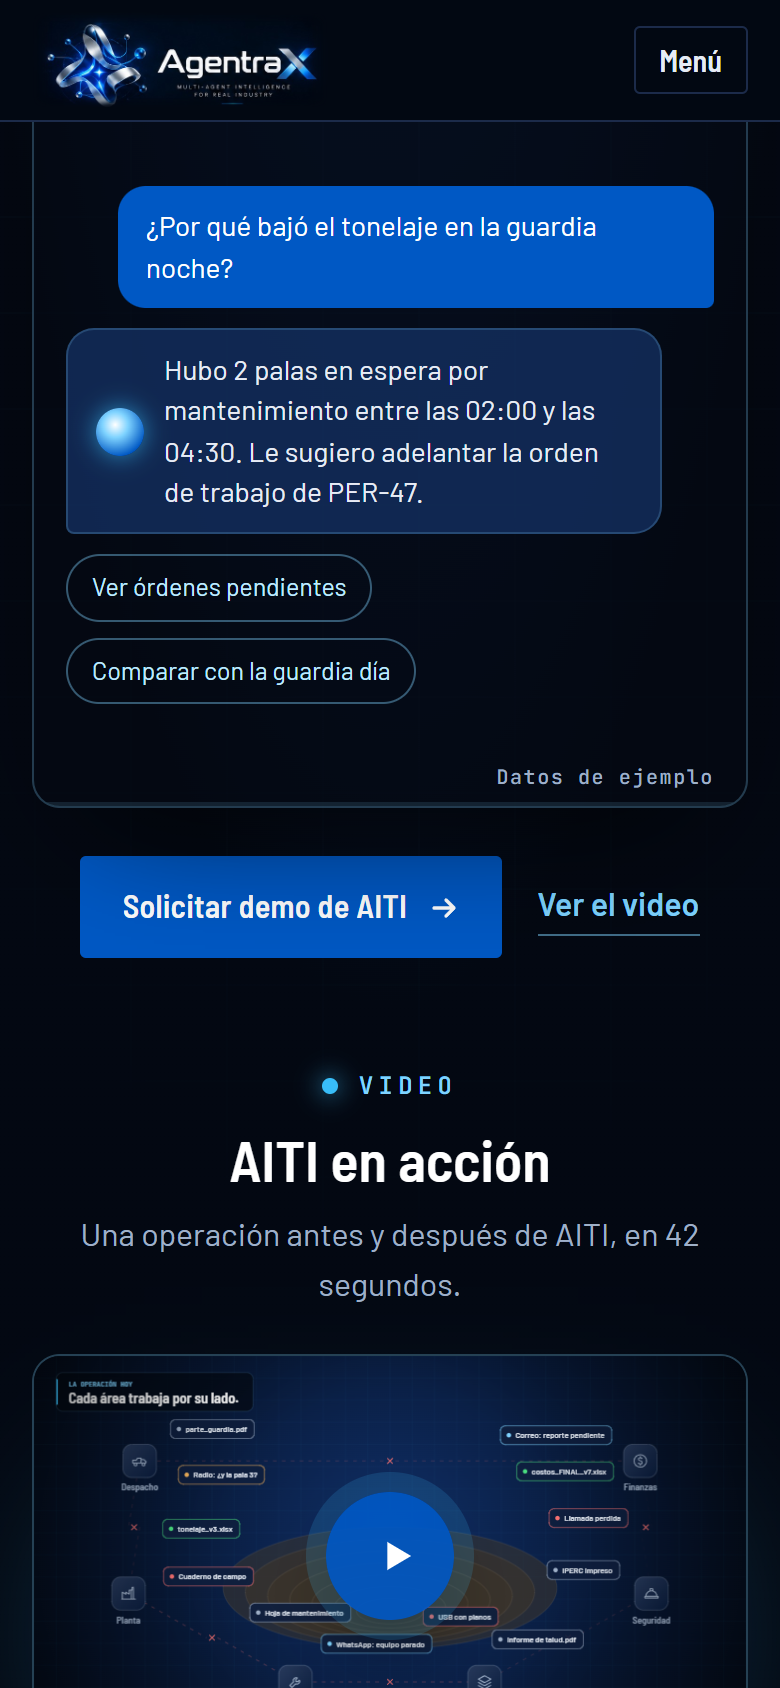 AgentraX
MULTI-AGENT INTELLIGENCE
FOR REAL INDUSTRY
Menú
¿Por qué bajó el tonelaje en la guardia
noche?
Hubo 2 palas en espera por
mantenimiento entre las 02:00 y las
04:30. Le sugiero adelantar la orden
de trabajo de PER-47.
Ver órdenes pendientes
Comparar con la guardia día
Datos de ejemplo
Solicitar demo de AITI →
Ver el video
VIDEO
AITI en acción
Una operación antes y después de AITI, en 42
segundos.
LA OPERACIÓN HOY
Cada área trabaja por su lado.
parte_guardia.pdf
Correo: reporte pendiente
Despacho
Radio: ¿y la pala 3?
costos_FINAL_v7.xlsx
Finanzas
Llamada perdida
tonelaje_v3.xlsx
Cuaderno de campo
IPERC impreso
Planta
Hoja de mantenimiento
USB con planos
Seguridad
WhatsApp: equipo parado
informe de talud.pdf